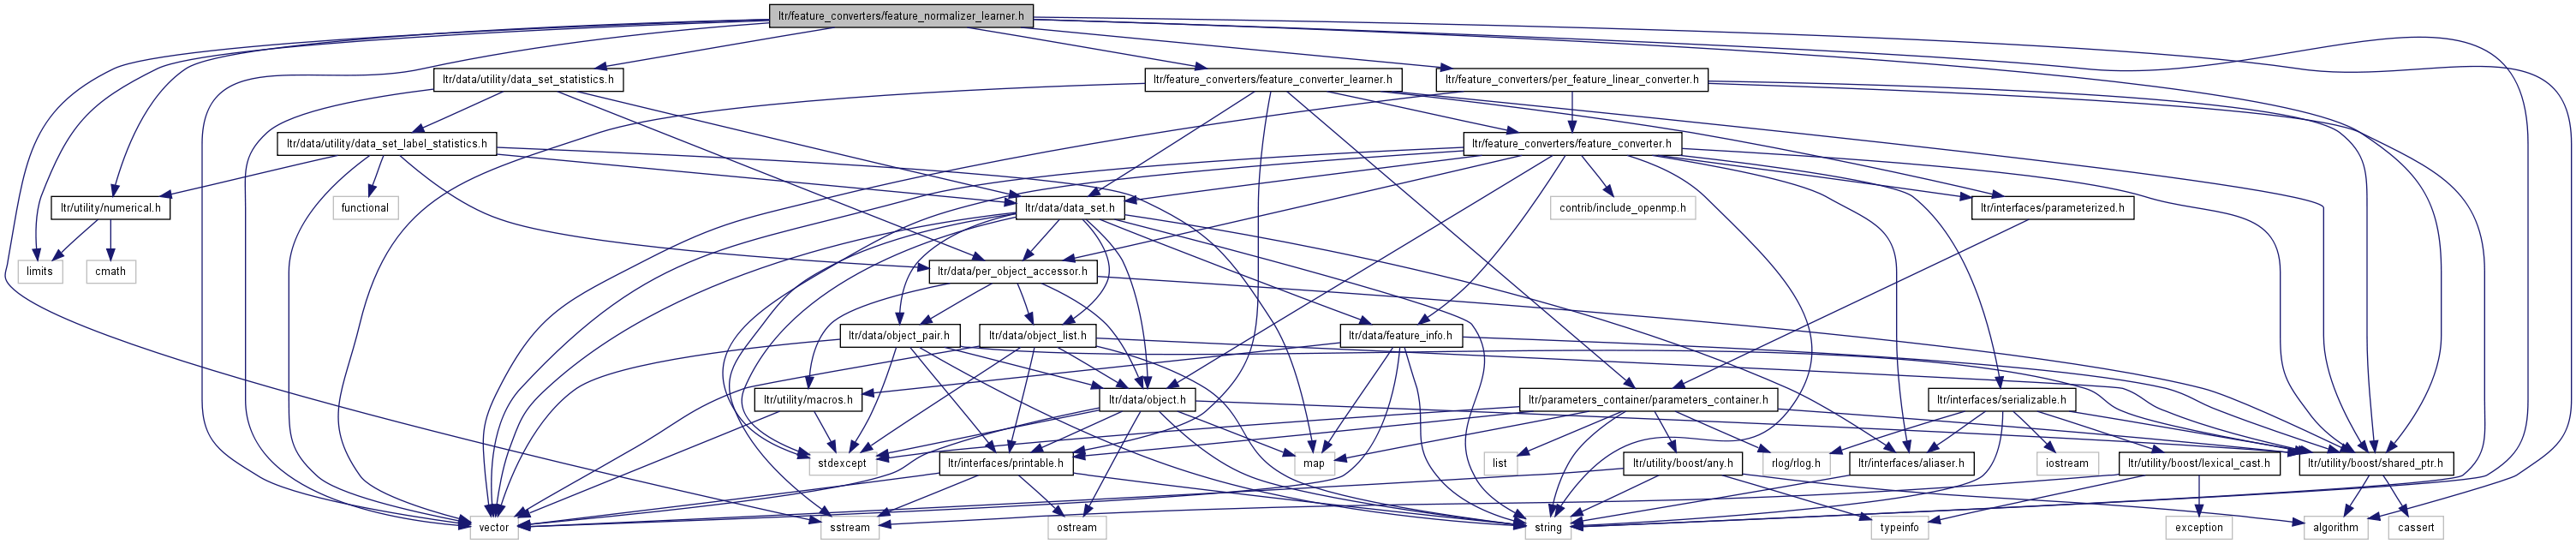 ltr/feature_converters/feature_normalizer_learner.h
ltr/data/utility/data_set_statistics.h
ltr/feature_converters/feature_converter_learner.h
ltr/feature_converters/per_feature_linear_converter.h
ltr/data/utility/data_set_label_statistics.h
ltr/feature_converters/feature_converter.h
ltr/utility/numerical.h
functional
ltr/data/data_set.h
contrib/include_openmp.h
ltr/interfaces/parameterized.h
limits
cmath
ltr/data/per_object_accessor.h
ltr/data/object_pair.h
ltr/data/object_list.h
ltr/data/feature_info.h
ltr/utility/macros.h
ltr/data/object.h
ltr/parameters_container/parameters_container.h
ltr/interfaces/serializable.h
stdexcept
ltr/interfaces/printable.h
map
list
ltr/utility/boost/any.h
rlog/rlog.h
ltr/interfaces/aliaser.h
iostream
ltr/utility/boost/lexical_cast.h
ltr/utility/boost/shared_ptr.h
vector
sstream
ostream
string
typeinfo
exception
algorithm
cassert